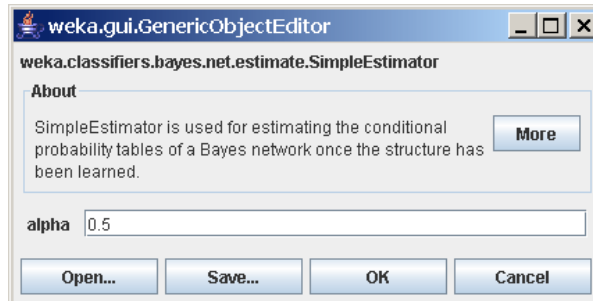 weka.gui.GenericObjectEditor
weka.classifiers.bayes.net.estimate.SimpleEstimator
About
SimpleEstimator is used for estimating the conditional
probability tables of a Bayes network once the structure has
been learned.
More
alpha 0.5
Open... Save... OK Cancel